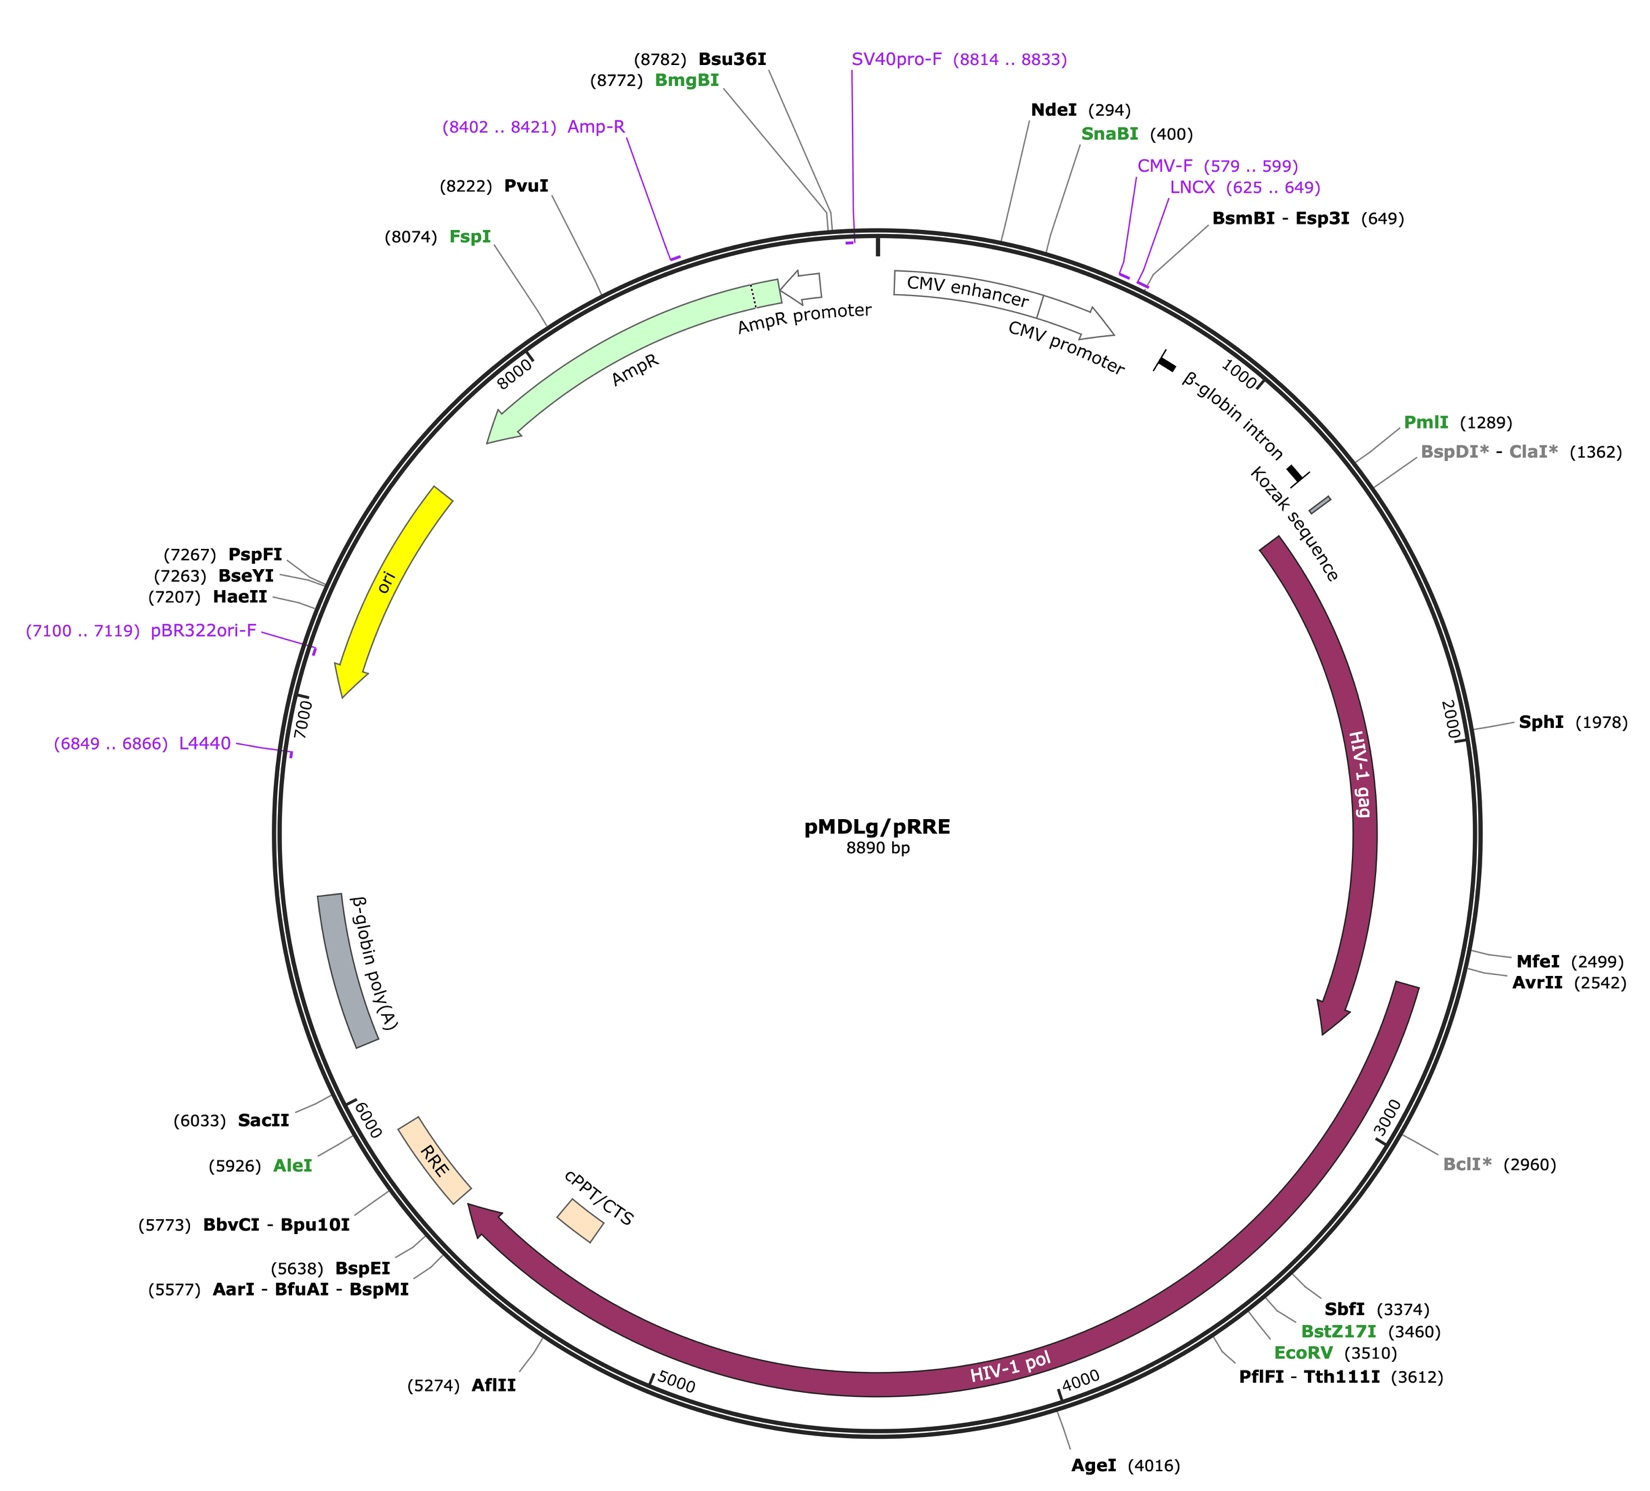 (8782) Bsu36I
(8772) BmgBI
SV40pro-F (8814 .. 8833)
(8402 .. 8421) Amp-R
(8222) PvuI
(8074) FspI
NdeI (294)
SnaBI (400)
CMV-F (579 .. 599)
LNCX (625 .. 649)
BsmBI - Esp3I (649)
CMV enhancer
CMV promoter
AmpR promoter
AmpR
8000
1000
β-globin intron
Kozak sequence
PmlI (1289)
BspDI* - ClaI* (1362)
(7267) PspFI
(7263) BseYI
(7207) HaeII
(7100 .. 7119) pBR322ori-F
ori
7000
(6849 .. 6866) L4440
HIV-1 gag
2000
SphI (1978)
pMDLg/pRRE
8890 bp
β-globin poly(A)
MfeI (2499)
AvrII (2542)
3000
BclI* (2960)
(6033) SacII
6000
(5926) AleI
RRE
cPPT/CTS
(5773) BbvCI - Bpu10I
(5638) BspEI
(5577) AarI - BfuAI - BspMI
SbfI (3374)
BstZ17I (3460)
EcoRV (3510)
PflFI - Tth111I (3612)
HIV-1 pol
(5274) AflII
5000
4000
AgeI (4016)